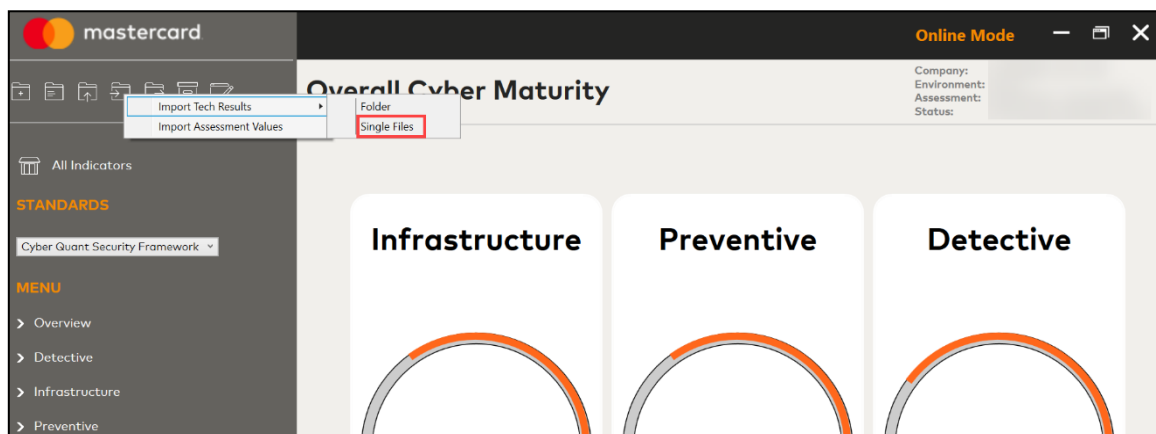 mastercard
Online Mode
Overall Cyber Maturity
Company:
Environment:
Assessment:
Status:
Import Tech Results
Folder
Import Assessment Values
Single Files
All Indicators
STANDARDS
Cyber Quant Security Framework
MENU
Overview
Detective
Infrastructure
Preventive
Infrastructure
Preventive
Detective